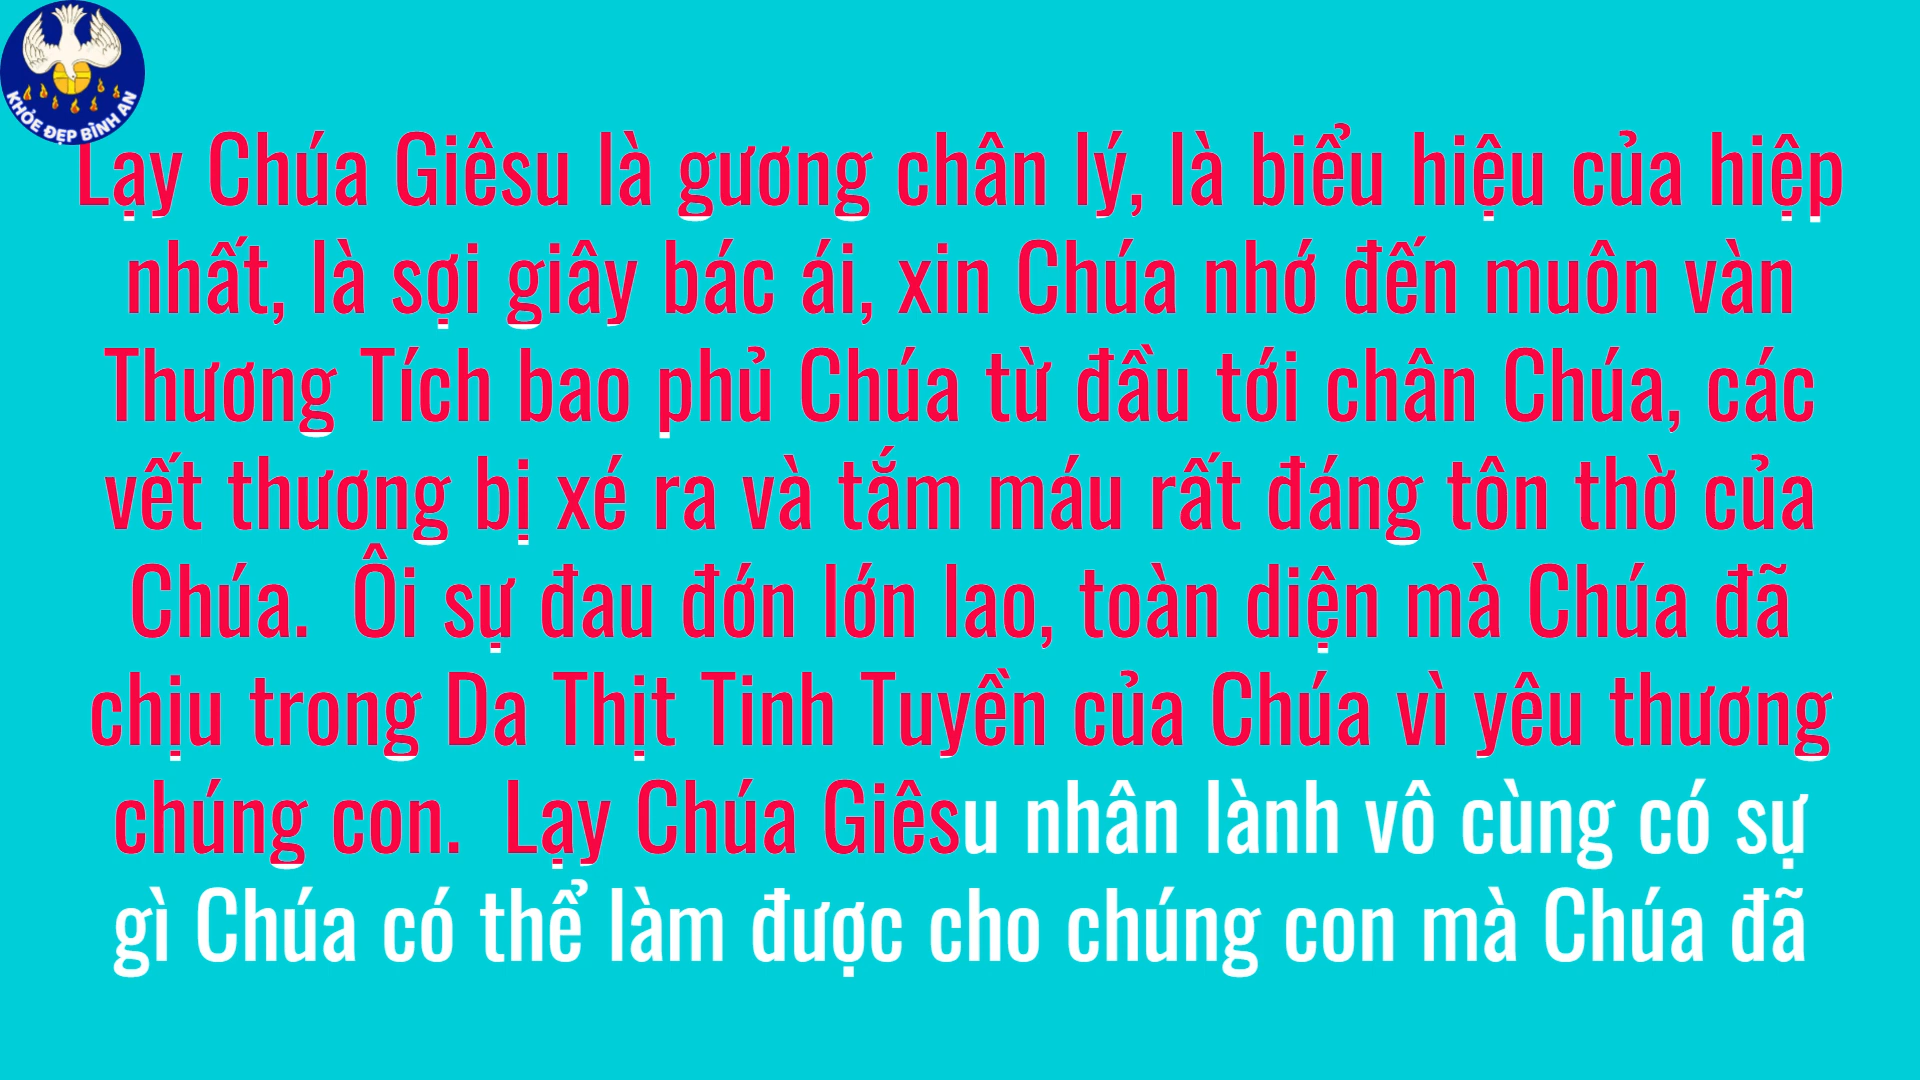 KHỎE ĐẸP BÌNH AN
Lạy Chúa Giêsu là gương chân lý, là biểu hiệu của hiệp
nhất, là sợi giây bác ái, xin Chúa nhớ đến muôn vàn
Thương Tích bao phủ Chúa từ đầu tới chân Chúa, các
vết thương bị xé ra và tắm máu rất đáng tôn thờ của
Chúa.  Ôi sự đau đớn lớn lao, toàn diện mà Chúa đã
chịu trong Da Thịt Tinh Tuyền của Chúa vì yêu thương
chúng con.  Lạy Chúa Giêsu nhân lành vô cùng có sự
gì Chúa có thể làm được cho chúng con mà Chúa đã